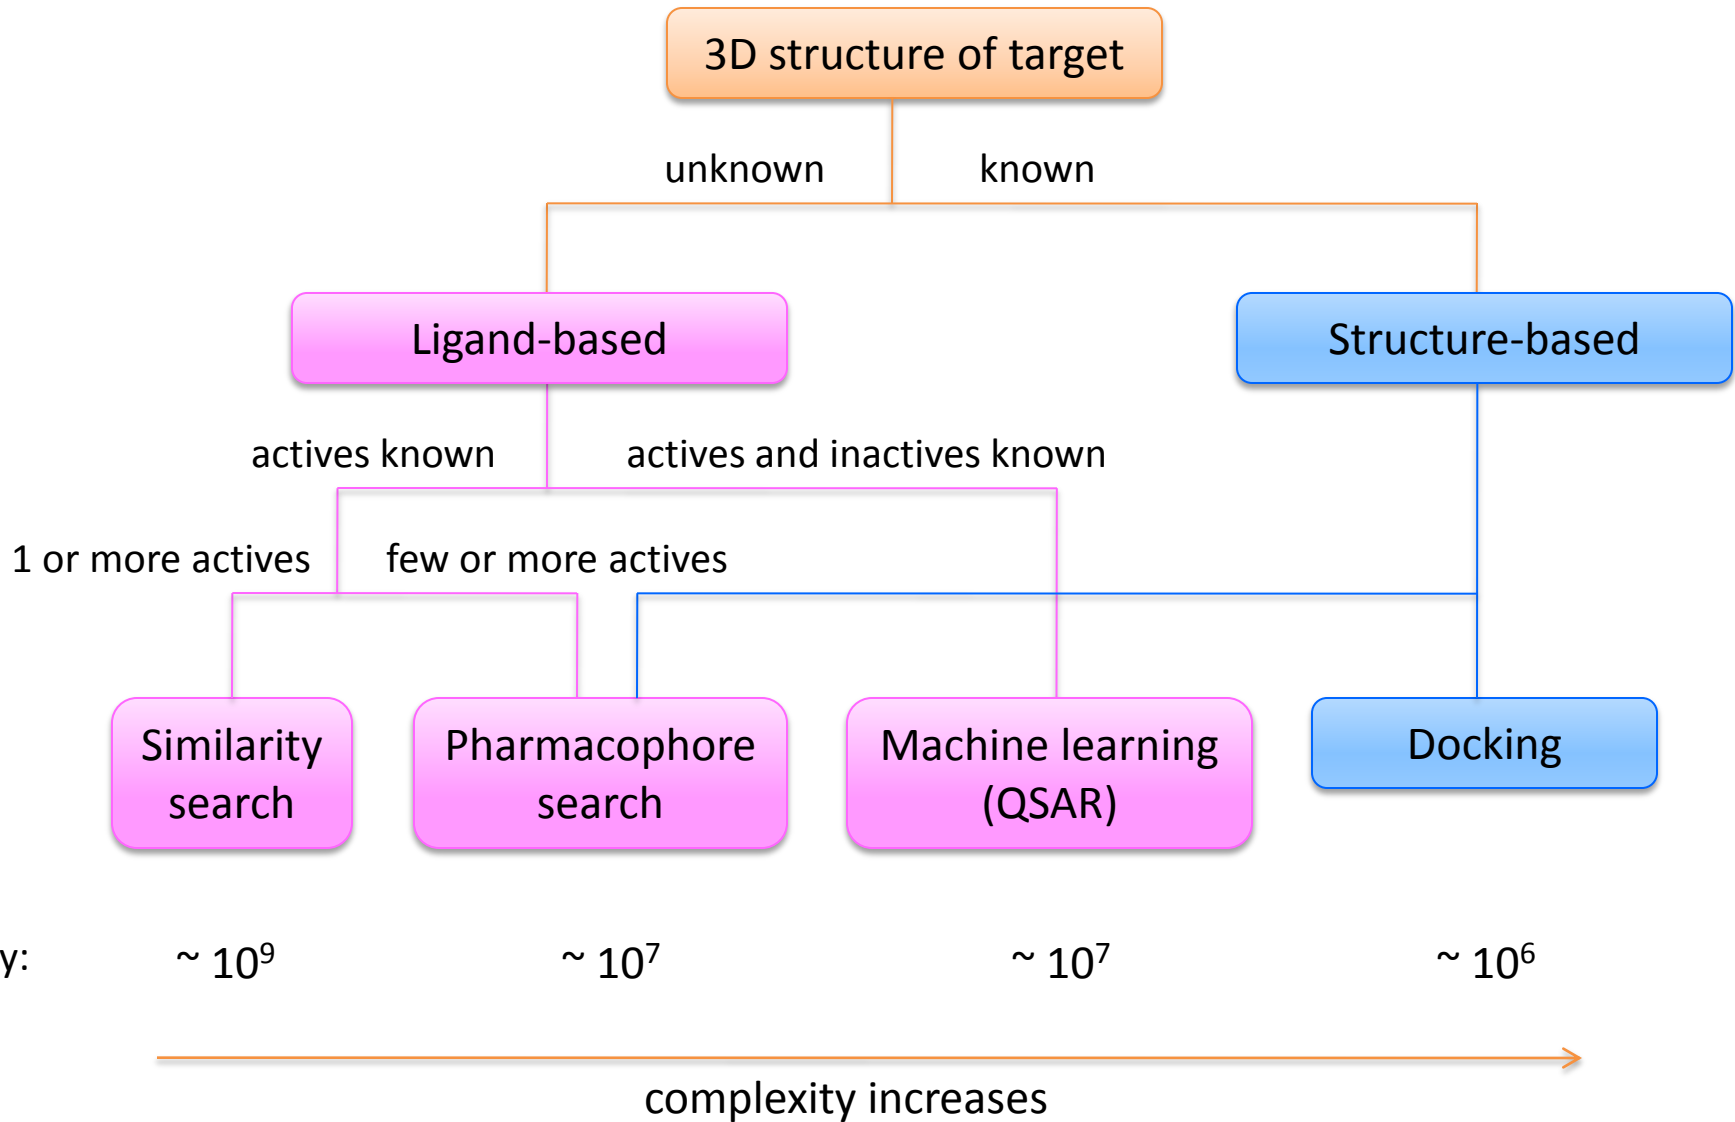 3D structure of target
unknown
known
Ligand-based
Structure-based
actives known
actives and inactives known
1 or more actives
few or more actives
Similarity
search
Pharmacophore
search
Machine learning
(QSAR)
Docking
y:
~ 10⁹
~ 10⁷
~ 10⁷
~ 10⁶
complexity increases